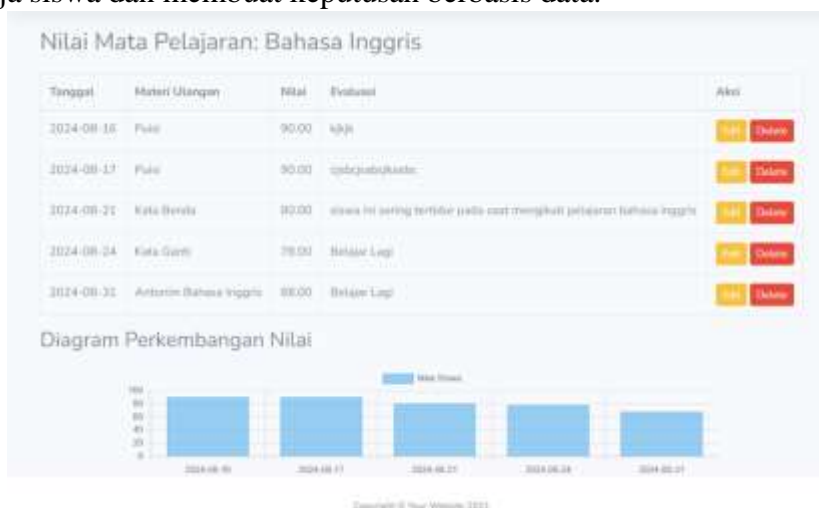 ja siswa dan membuat keputusan berbasis data.
Nilai Mata Pelajaran: Bahasa Inggris
Tanggal Materi Ulangan Nilai Evaluasi Aksi
2024-08-16 Puisi 90.00 Edit Delete
2024-08-17 Puisi 90.00 Edit Delete
2024-08-21 Kata Benda 80.00 siswa ini sering tertidur pada saat mengikuti pelajaran bahasa inggris Edit Delete
2024-08-24 Kata Ganti 78.00 Belajar Lagi Edit Delete
2024-08-31 Antonim Bahasa Inggris Belajar Lagi Edit Delete
Diagram Perkembangan Nilai
Nilai Siswa
100
80
60
40
20
0
2024-08-16 2024-08-17 2024-08-21 2024-08-24 2024-08-31
Copyright © Your Website 2021